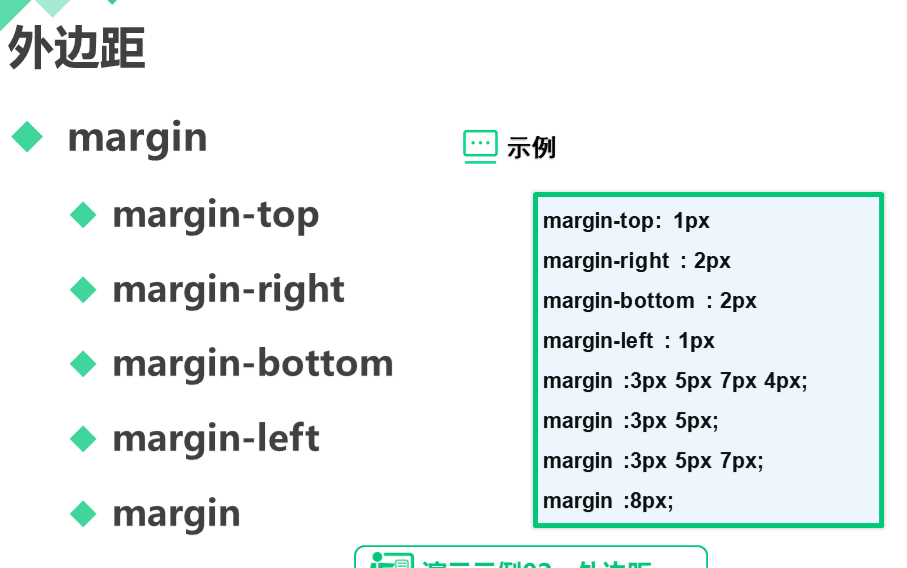 外边距
margin
margin-top
margin-right
margin-bottom
margin-left
margin
示例
margin-top: 1px
margin-right : 2px
margin-bottom : 2px
margin-left : 1px
margin :3px 5px 7px 4px;
margin :3px 5px;
margin :3px 5px 7px;
margin :8px;